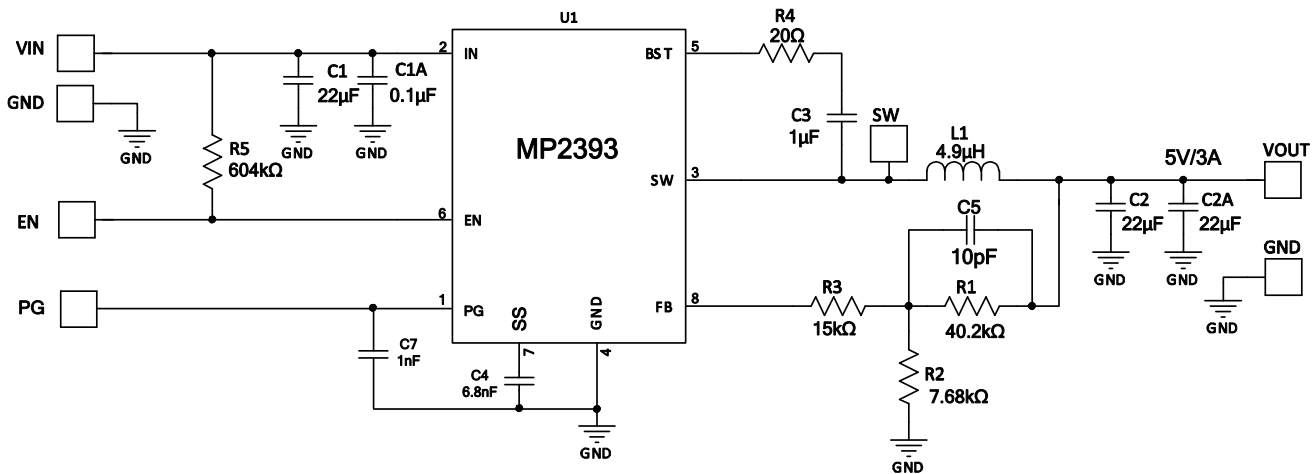 U1
VIN
2
IN
C1
22µF
C1A
0.1µF
GND
GND
GND
GND
R5
604kΩ
EN
6
EN
PG
1
PG
C7
1nF
C4
6.8nF
SS
7
GND
4
GND
MP2393
BST
5
R4
20Ω
C3
1µF
SW
SW
3
L1
4.9µH
5V/3A
VOUT
C2
22µF
C2A
22µF
GND
GND
GND
GND
C5
10pF
FB
8
R3
15kΩ
R1
40.2kΩ
R2
7.68kΩ
GND